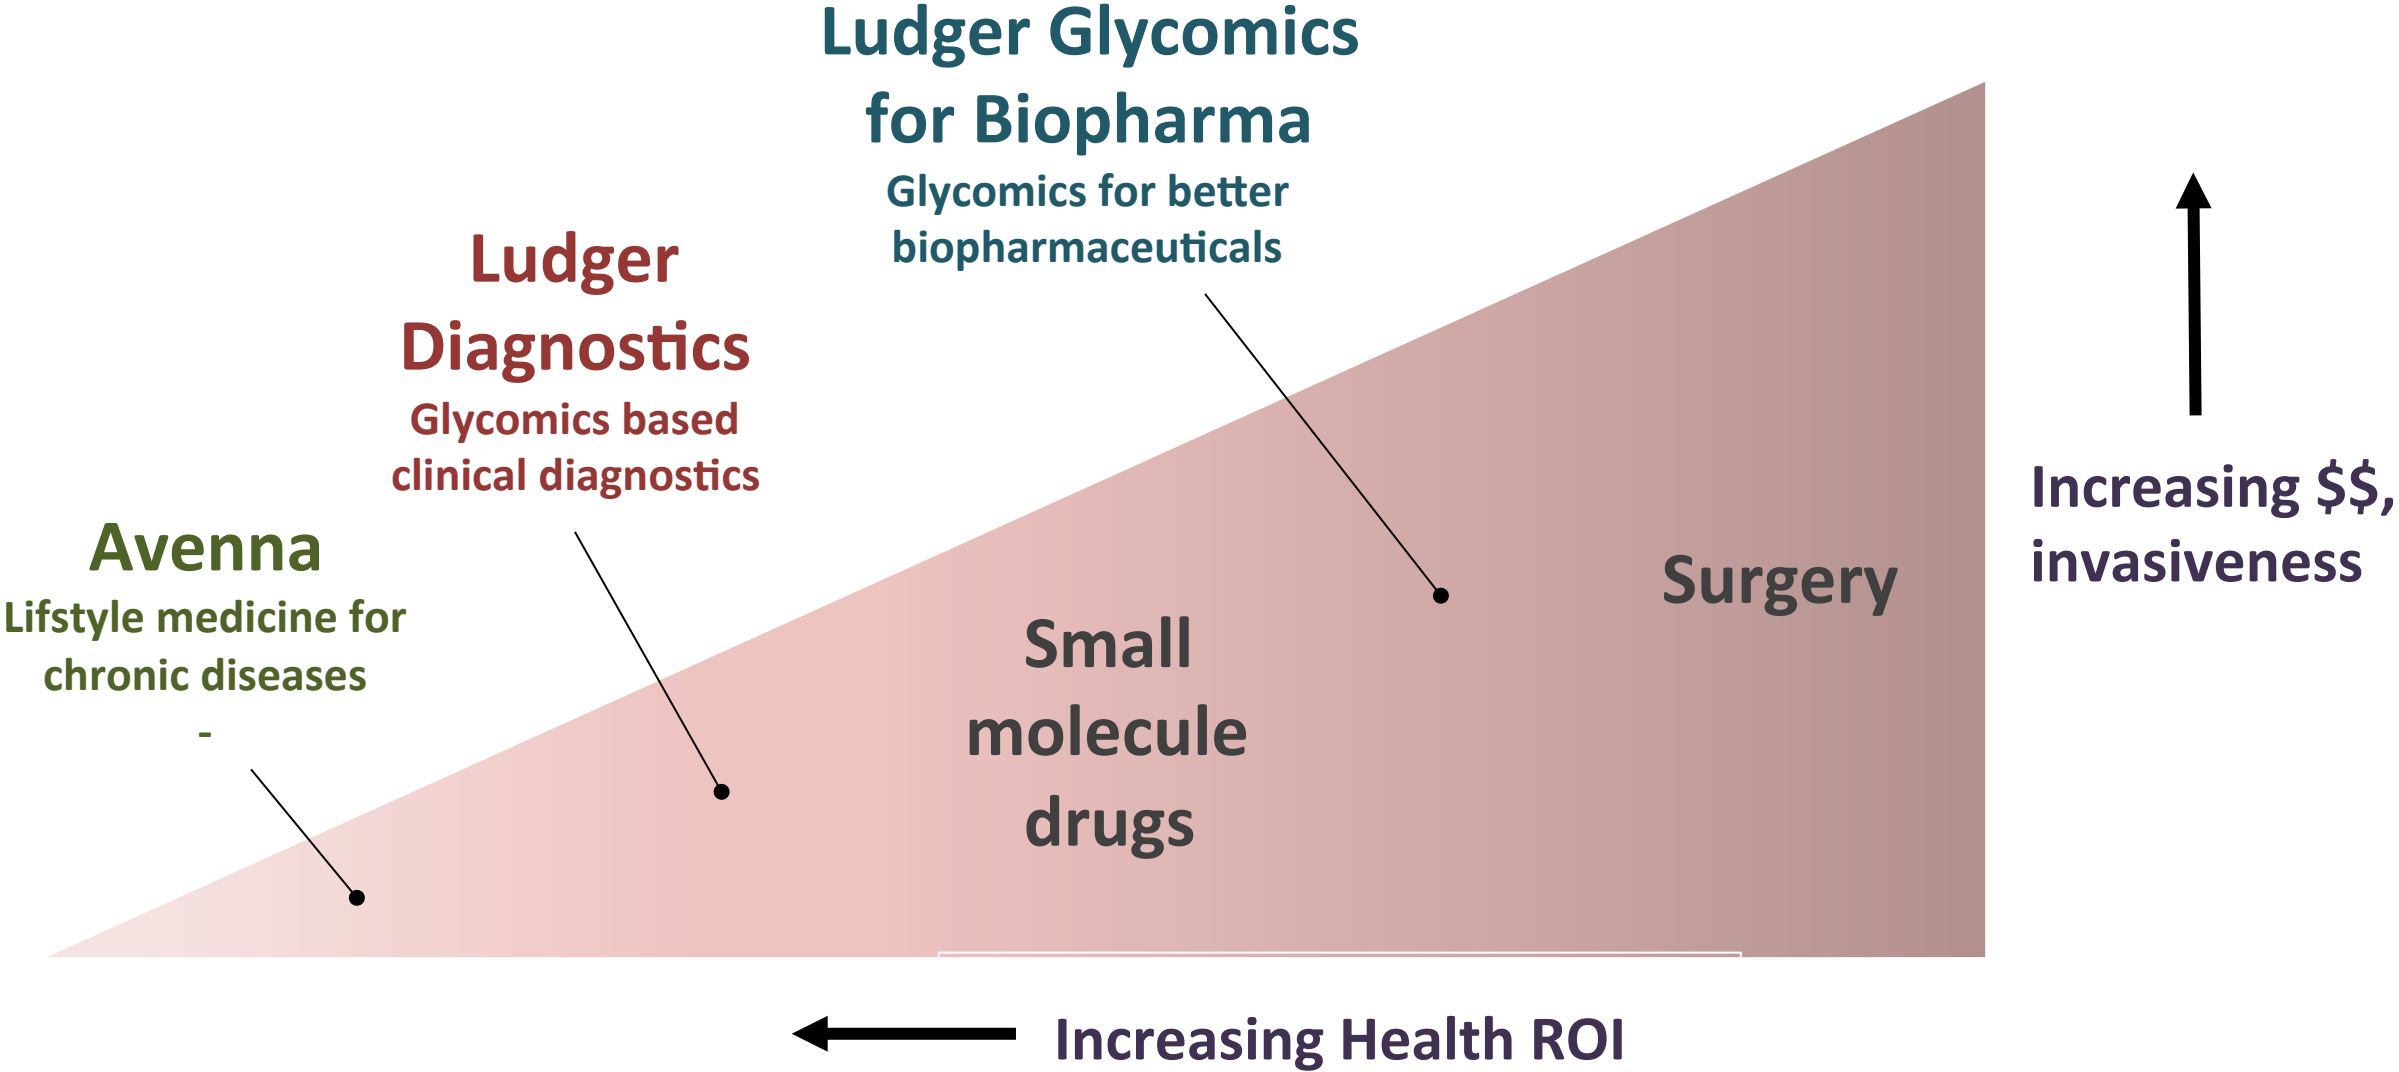 Ludger Glycomics
for Biopharma
Glycomics for better
biopharmaceuticals
Ludger
Diagnostics
Glycomics based
clinical diagnostics
Avenna
Lifstyle medicine for
chronic diseases
-
Small
molecule
drugs
Surgery
Increasing $$,
invasiveness
Increasing Health ROI